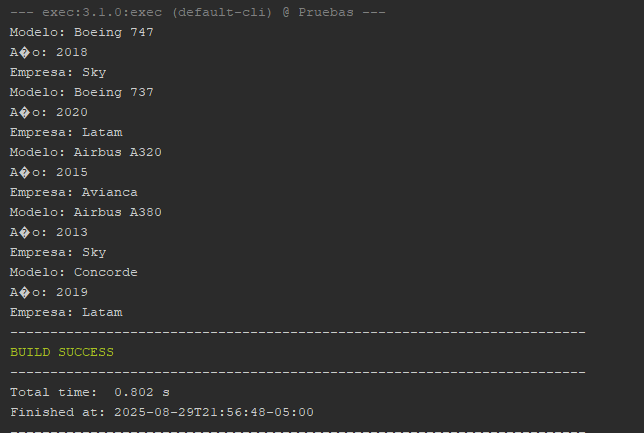 --- exec:3.1.0:exec (default-cli) @ Pruebas ---
Modelo: Boeing 747
A�o: 2018
Empresa: Sky
Modelo: Boeing 737
A�o: 2020
Empresa: Latam
Modelo: Airbus A320
A�o: 2015
Empresa: Avianca
Modelo: Airbus A380
A�o: 2013
Empresa: Sky
Modelo: Concorde
A�o: 2019
Empresa: Latam
------------------------------------------------------------------------
BUILD SUCCESS
------------------------------------------------------------------------
Total time:  0.802 s
Finished at: 2025-08-29T21:56:48-05:00
------------------------------------------------------------------------